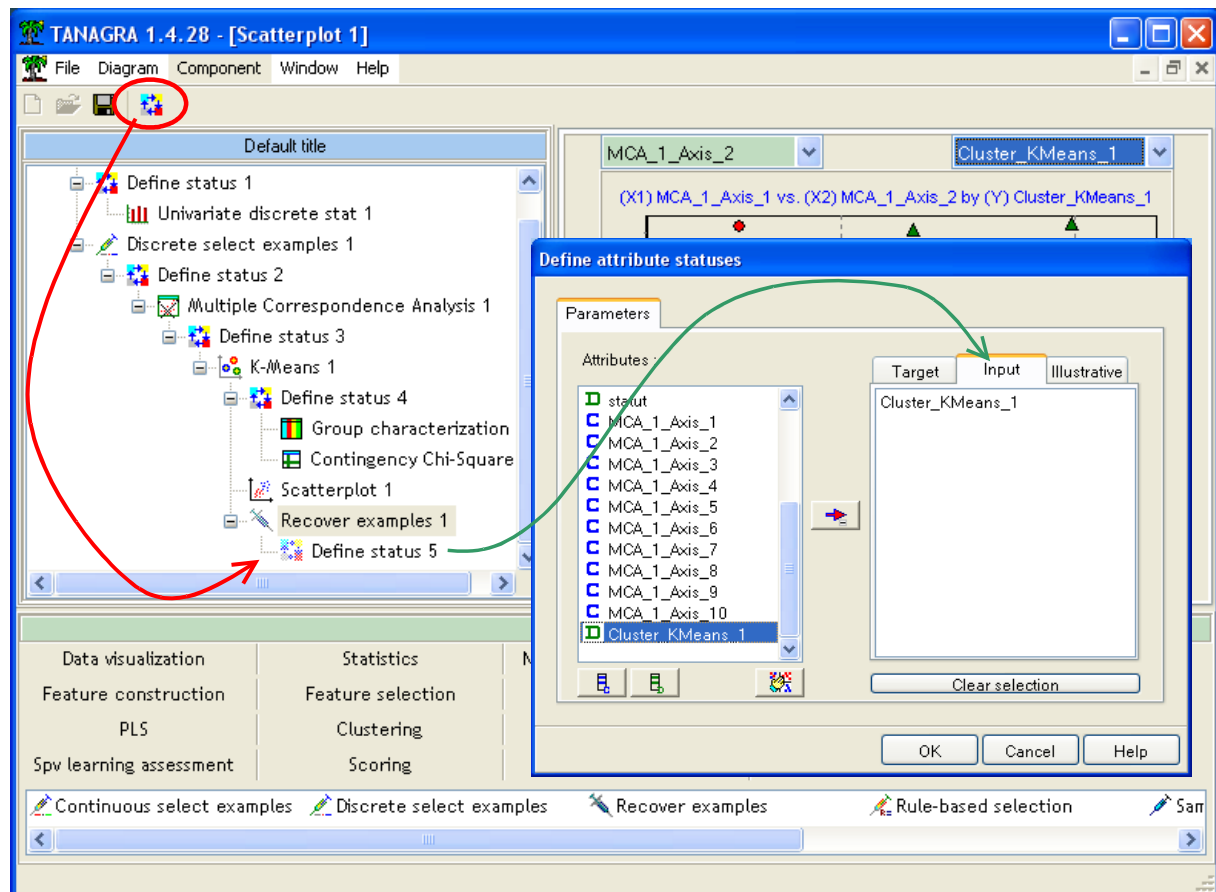 TANAGRA 1.4.28 - [Scatterplot 1]
File Diagram Component Window Help
Default title
Define status 1
Univariate discrete stat 1
Discrete select examples 1
Define status 2
Multiple Correspondence Analysis 1
Define status 3
K-Means 1
Define status 4
Group characterization
Contingency Chi-Square
Scatterplot 1
Recover examples 1
Define status 5
MCA_1_Axis_2
Cluster_KMeans_1
(X1) MCA_1_Axis_1 vs. (X2) MCA_1_Axis_2 by (Y) Cluster_KMeans_1
Define attribute statuses
Parameters
Attributes :
D statut
C MCA_1_Axis_1
C MCA_1_Axis_2
C MCA_1_Axis_3
C MCA_1_Axis_4
C MCA_1_Axis_5
C MCA_1_Axis_6
C MCA_1_Axis_7
C MCA_1_Axis_8
C MCA_1_Axis_9
C MCA_1_Axis_10
D Cluster_KMeans_1
Target Input Illustrative
Cluster_KMeans_1
Clear selection
OK Cancel Help
Data visualization Statistics
Feature construction Feature selection
PLS Clustering
Spv learning assessment Scoring
Continuous select examples Discrete select examples Recover examples Rule-based selection Sam